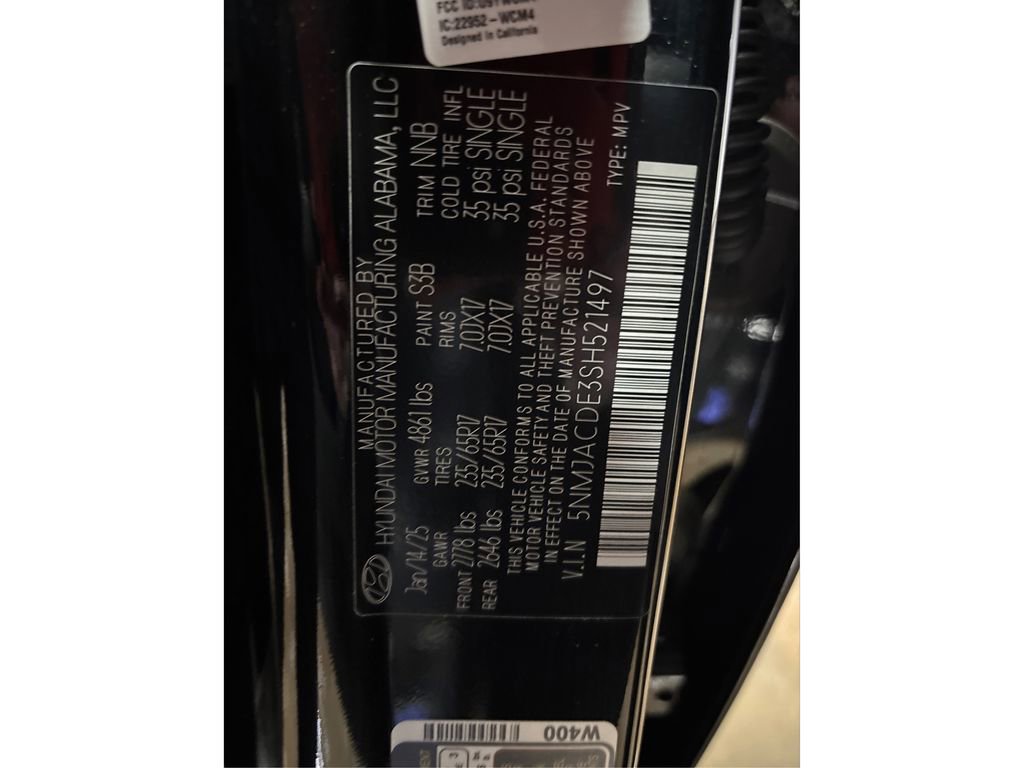 FCC ID:
IC:22952-WCM4
Designed in California
MANUFACTURED BY
HYUNDAI MOTOR MANUFACTURING ALABAMA, LLC
Jan/14/25 GVWR 4861 lbs PAINT S3B TRIM NNB
GAWR TIRES RIMS COLD TIRE INFL
FRONT 2778 lbs 235/65R17 7.0JX17 35 psi SINGLE
REAR 2646 lbs 235/65R17 7.0JX17 35 psi SINGLE
THIS VEHICLE CONFORMS TO ALL APPLICABLE U.S.A. FEDERAL
MOTOR VEHICLE SAFETY AND THEFT PREVENTION STANDARDS
IN EFFECT ON THE DATE OF MANUFACTURE SHOWN ABOVE
V.I.N 5NMJACDE3SH521497 TYPE: MPV
W400